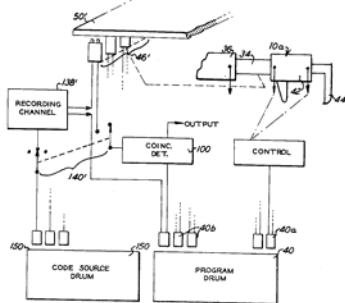 50'
46'
36
34
10a
42
44
138'
RECORDING
CHANNEL
OUTPUT
COINC.
DET.
100
CONTROL
140'
40b
40a
150
CODE SOURCE
DRUM
150
PROGRAM
DRUM
40